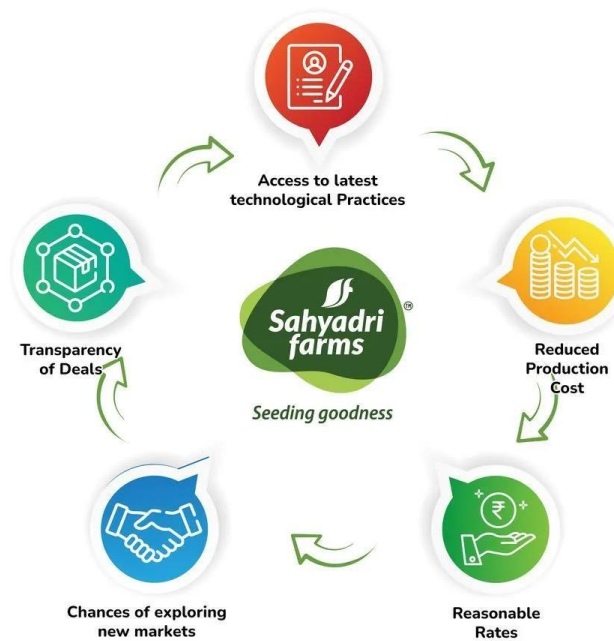 Access to latest
technological Practices
Reduced
Production
Cost
Reasonable
Rates
Chances of exploring
new markets
Transparency
of Deals
Sahyadri
farms
TM
Seeding goodness
₹